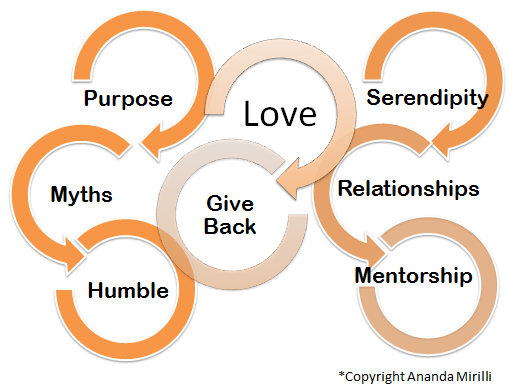 Purpose
Love
Serendipity
Myths
Give
Back
Relationships
Humble
Mentorship
*Copyright Ananda Mirilli